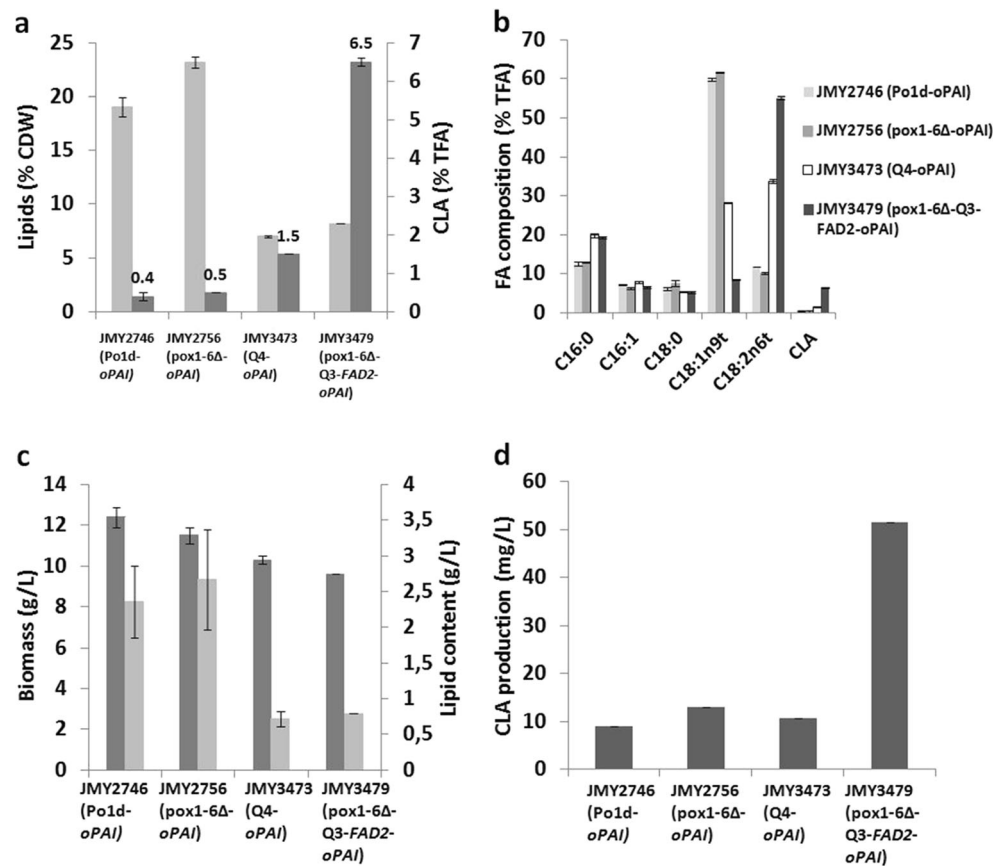 a
25
20
15
10
5
0
Lipids (% CDW)
7
6
5
4
3
2
1
0
CLA (% TFA)
0.4
0.5
1.5
6.5
JMY2746
(Po1d-
oPAI)
JMY2756
(pox1-6Δ-
oPAI)
JMY3473
(Q4-
oPAI)
JMY3479
(pox1-6Δ-
Q3-FAD2-
oPAI)
b
70
60
50
40
30
20
10
0
FA composition (% TFA)
C16:0
C16:1
C18:0
C18:1n9t
C18:2n6t
CLA
JMY2746 (Po1d-oPAI)
JMY2756 (pox1-6Δ-oPAI)
JMY3473 (Q4-oPAI)
JMY3479 (pox1-6Δ-Q3-
FAD2-oPAI)
c
14
12
10
8
6
4
2
0
Biomass (g/L)
4
3,5
3
2,5
2
1,5
1
0,5
0
Lipid content (g/L)
JMY2746
(Po1d-
oPAI)
JMY2756
(pox1-6Δ-
oPAI)
JMY3473
(Q4-
oPAI)
JMY3479
(pox1-6Δ-
Q3-FAD2-
oPAI)
d
60
50
40
30
20
10
0
CLA production (mg/L)
JMY2746
(Po1d-
oPAI)
JMY2756
(pox1-6Δ-
oPAI)
JMY3473
(Q4-
oPAI)
JMY3479
(pox1-6Δ-
Q3-FAD2-
oPAI)